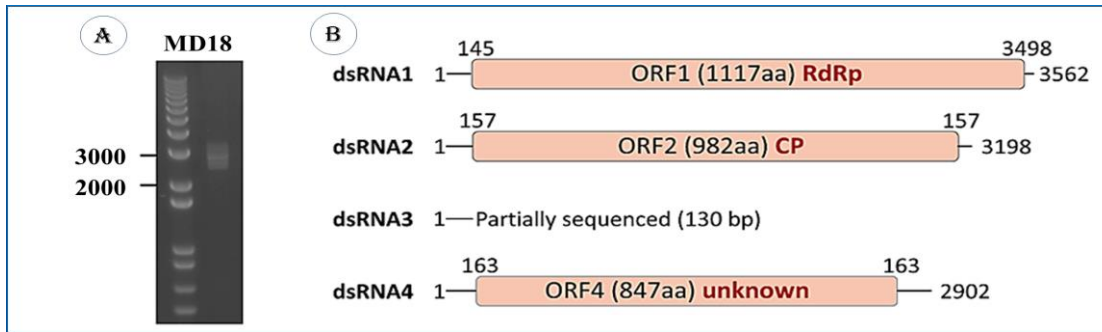 A
MD18
3000
2000
B
145 3498
dsRNA1 1 ORF1 (1117aa) RdRp 3562
157 157
dsRNA2 1 ORF2 (982aa) CP 3198
dsRNA3 1 Partially sequenced (130 bp)
163 163
dsRNA4 1 ORF4 (847aa) unknown 2902